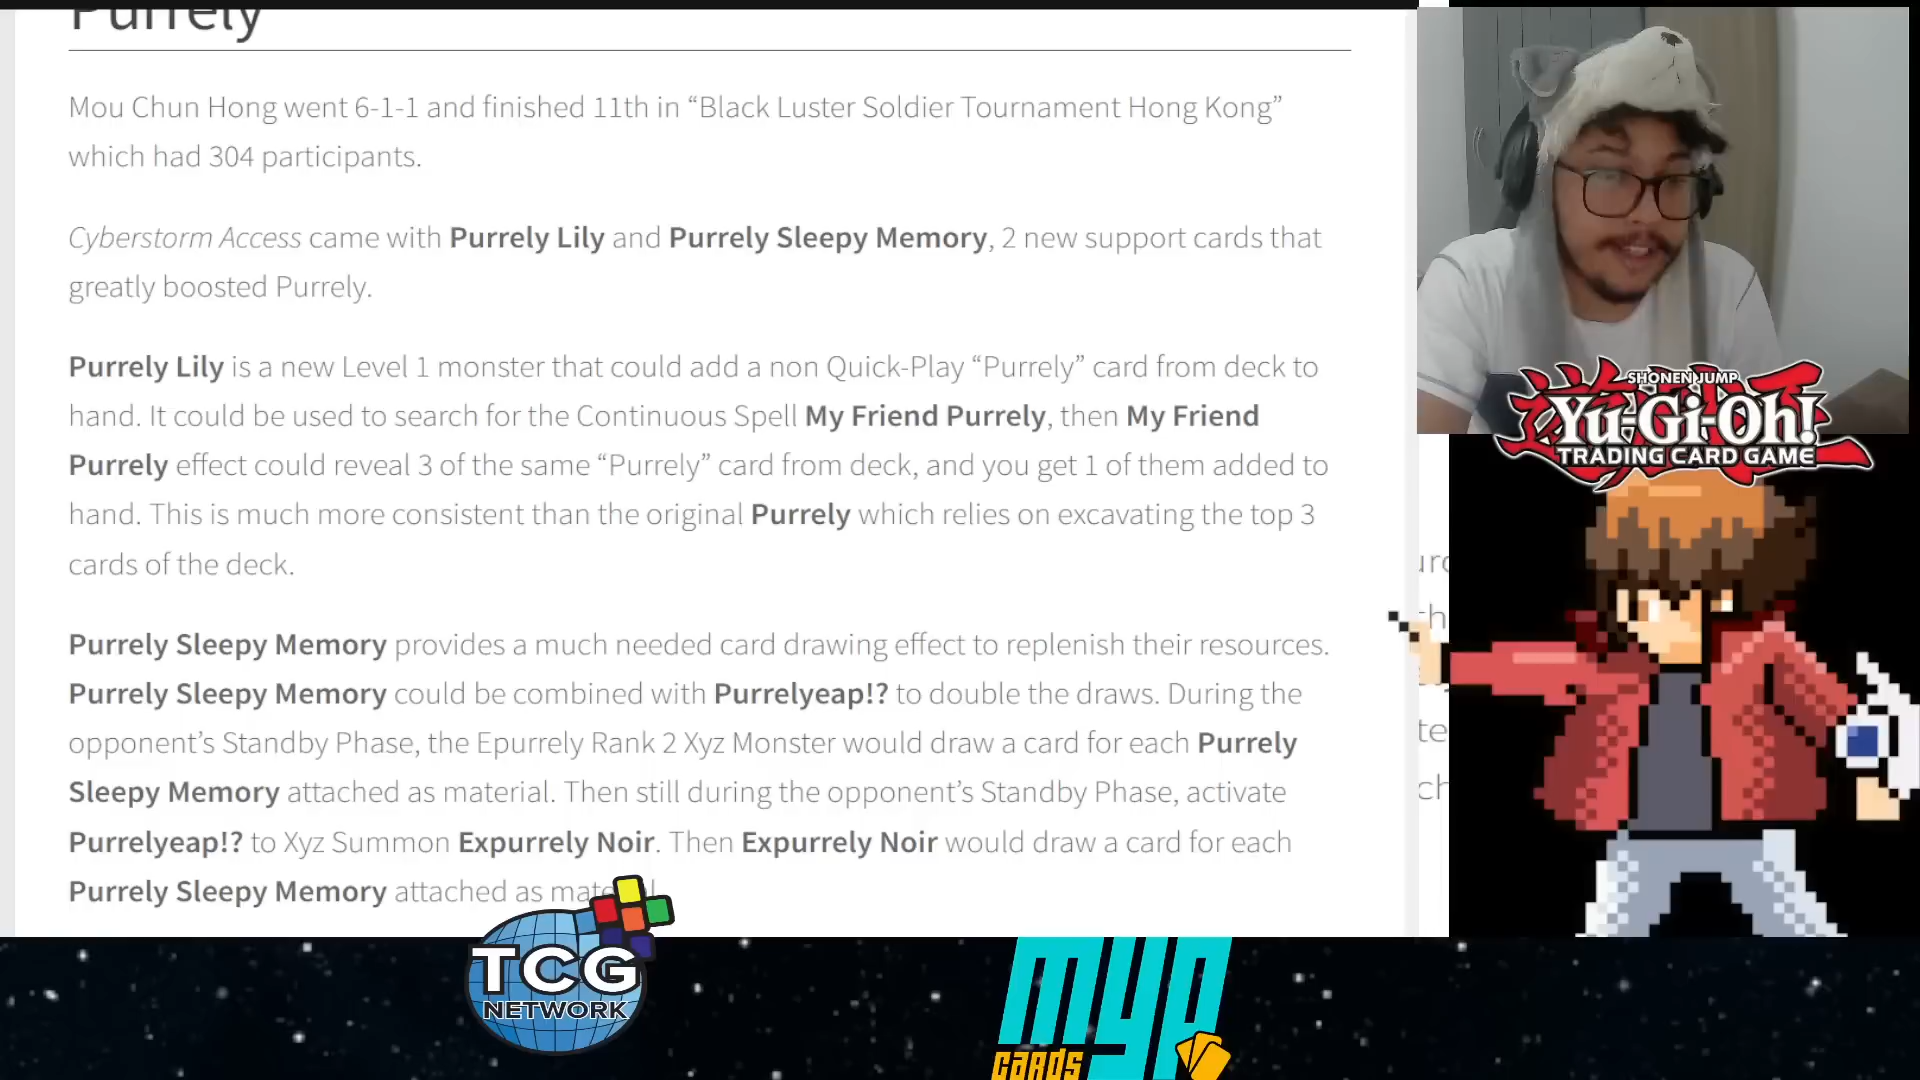 Purrely
Mou Chun Hong went 6-1-1 and finished 11th in “Black Luster Soldier Tournament Hong Kong”
which had 304 participants.
Cyberstorm Access came with Purrely Lily and Purrely Sleepy Memory, 2 new support cards that
greatly boosted Purrely.
Purrely Lily is a new Level 1 monster that could add a non Quick-Play “Purrely” card from deck to
hand. It could be used to search for the Continuous Spell My Friend Purrely, then My Friend
Purrely effect could reveal 3 of the same “Purrely” card from deck, and you get 1 of them added to
hand. This is much more consistent than the original Purrely which relies on excavating the top 3
cards of the deck.
Purrely Sleepy Memory provides a much needed card drawing effect to replenish their resources.
Purrely Sleepy Memory could be combined with Purrelyeap!? to double the draws. During the
opponent’s Standby Phase, the Epurrely Rank 2 Xyz Monster would draw a card for each Purrely
Sleepy Memory attached as material. Then still during the opponent’s Standby Phase, activate
Purrelyeap!? to Xyz Summon Expurrely Noir. Then Expurrely Noir would draw a card for each
Purrely Sleepy Memory attached as
SHONEN JUMP
Yu-Gi-Oh!
TRADING CARD GAME
TCG
NETWORK
myp
cards